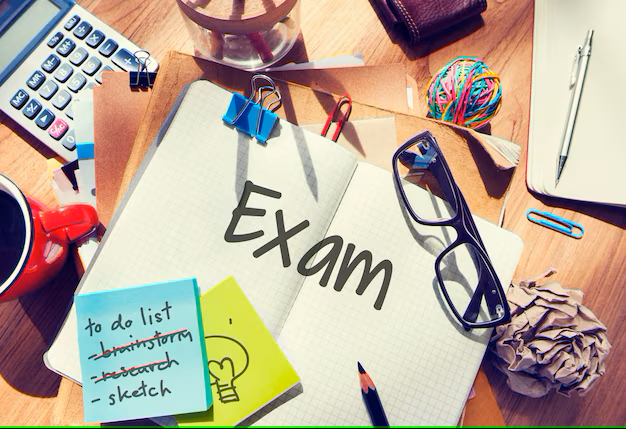 Exam
to do list
-brainstorm
-research
- sketch